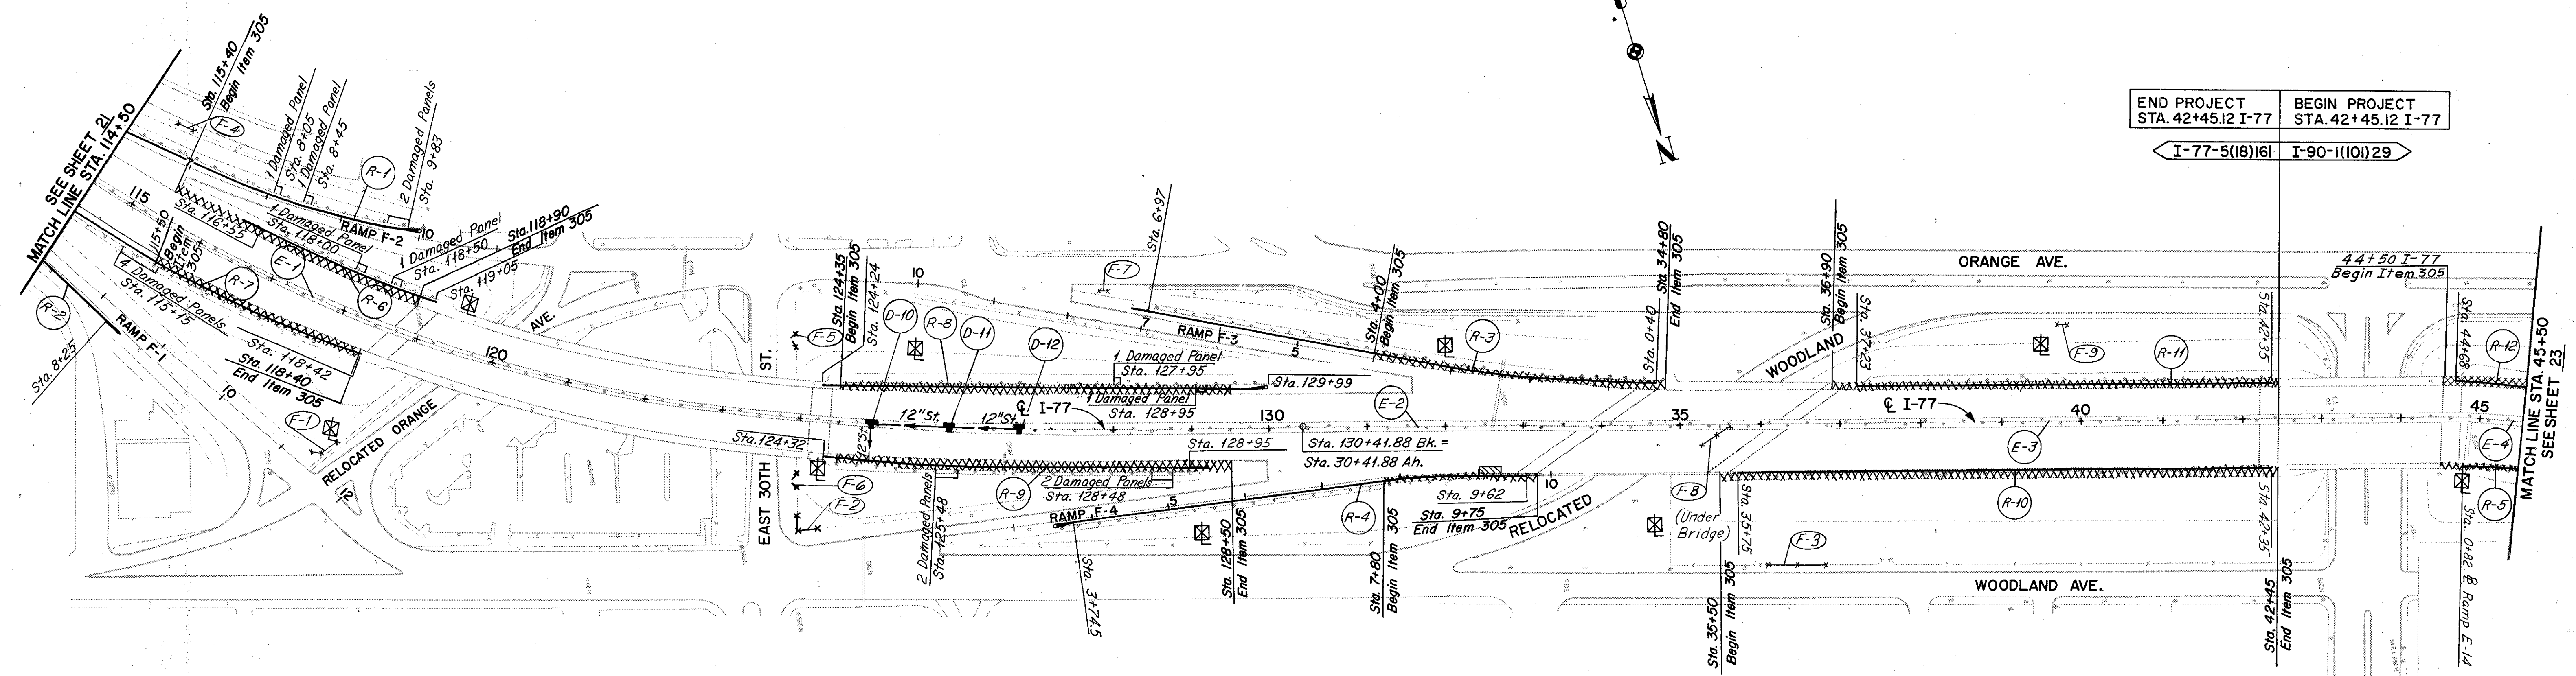 SEE SHEET 21
MATCH LINE STA. 114+50
Sta. 115+40
Begin Item 305
F-4
1 Damaged Panel
Sta. 8+05
1 Damaged Panel
Sta. 8+45
R-1
2 Damaged Panels
Sta. 9+83
115
115+50
Begin
Item
305
Sta. 116+55
1 Damaged Panel
Sta. 118+00
RAMP F-2
10
1 Damaged Panel
Sta. 118+50
Sta. 118+90
End Item 305
119+05
R-2
RAMP F-1
Sta. 8+25
4 Damaged Panels
Sta. 115+15
R-7
E-1
R-6
Sta. 118+42
Sta. 118+40
End Item 305
10
F-1
RELOCATED ORANGE
AVE.
12
120
EAST 30TH
ST.
F-5
F-6
F-2
Sta. 124+35
Begin Item 305
Sta. 124+24
Sta. 124+32
10
D-10
R-8
D-11
D-12
12" St.
12" St.
12" St.
℄ I-77
1 Damaged Panel
Sta. 127+95
1 Damaged Panel
Sta. 128+95
Sta. 129+99
130
Sta. 128+95
Sta. 130+41.88 Bk. =
Sta. 30+41.88 Ah.
E-2
2 Damaged Panels
Sta. 125+48
R-9
2 Damaged Panels
Sta. 128+48
RAMP F-4
5
Sta. 3+74.5
Sta. 128+50
End Item 305
F-7
Sta. 6+97
7
RAMP F-3
5
Sta. 4+00
Begin Item 305
R-3
Sta. 0+40
Sta. 34+80
End Item 305
R-4
Sta. 7+80
Begin Item 305
Sta. 9+62
Sta. 9+75
End Item 305
10
RELOCATED
WOODLAND
N
35
F-8
(Under
Bridge)
Sta. 35+50
Begin Item 305
Sta. 35+75
F-3
Sta. 36+90
Begin Item 305
Sta. 37+23
ORANGE AVE.
F-9
R-11
℄ I-77
40
E-3
R-10
WOODLAND AVE.
Sta. 42+35
Sta. 42+35
Sta. 42+45
End Item 305
END PROJECT
STA. 42+45.12 I-77
BEGIN PROJECT
STA. 42+45.12 I-77
I-77-5(18)161
I-90-1(101)29
44+50 I-77
Begin Item 305
Sta. 44+68
R-12
45
E-4
R-5
Sta. 0+82 ℄ Ramp E-1A
MATCH LINE STA. 45+50
SEE SHEET 23